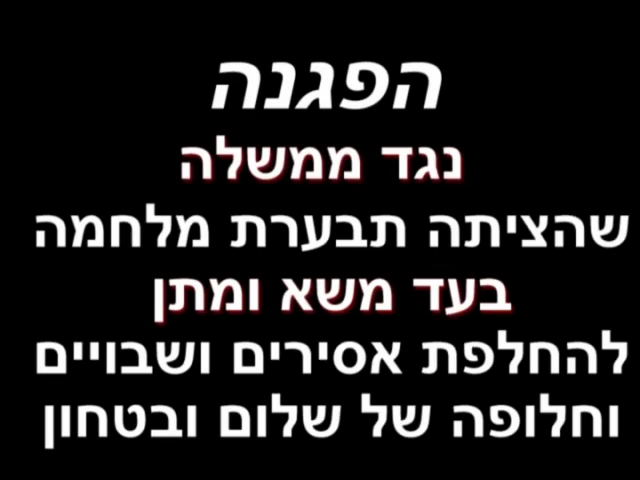 הפגנה
נגד ממשלה
שהציתה תבערת מלחמה
בעד משא ומתן
להחלפת אסירים ושבויים
וחלופה של שלום ובטחון